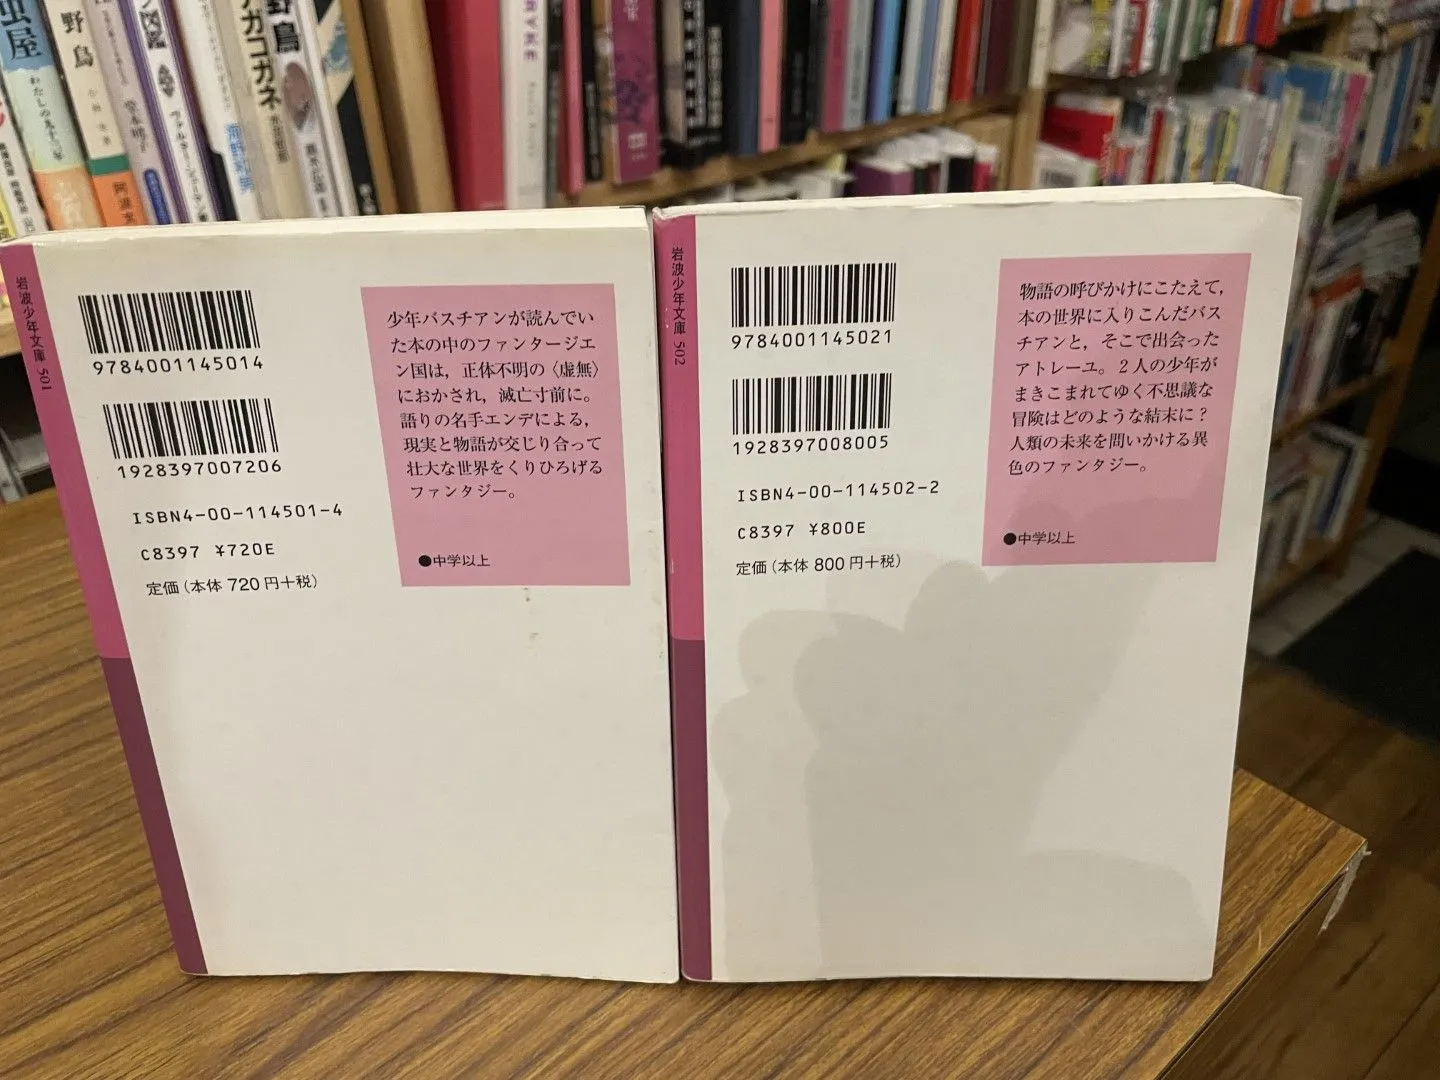 岩波少年文庫 501
9784001145014
1928397007206
ISBN4-00-114501-4
C8397 ¥720E
定価(本体 720 円+税)
少年バスチアンが読んでい
た本の中のファンタージエ
ン国は，正体不明の〈虚無〉
におかされ，滅亡寸前に。
語りの名手エンデによる，
現実と物語が交じり合って
壮大な世界をくりひろげる
ファンタジー。
●中学以上
岩波少年文庫 502
9784001145021
1928397008005
ISBN4-00-114502-2
C8397 ¥800E
定価(本体 800 円+税)
物語の呼びかけにこたえて，
本の世界に入りこんだバス
チアンと，そこで出会った
アトレーユ。2人の少年が
まきこまれてゆく不思議な
冒険はどのような結末に？
人類の未来を問いかける異
色のファンタジー。
●中学以上
野鳥